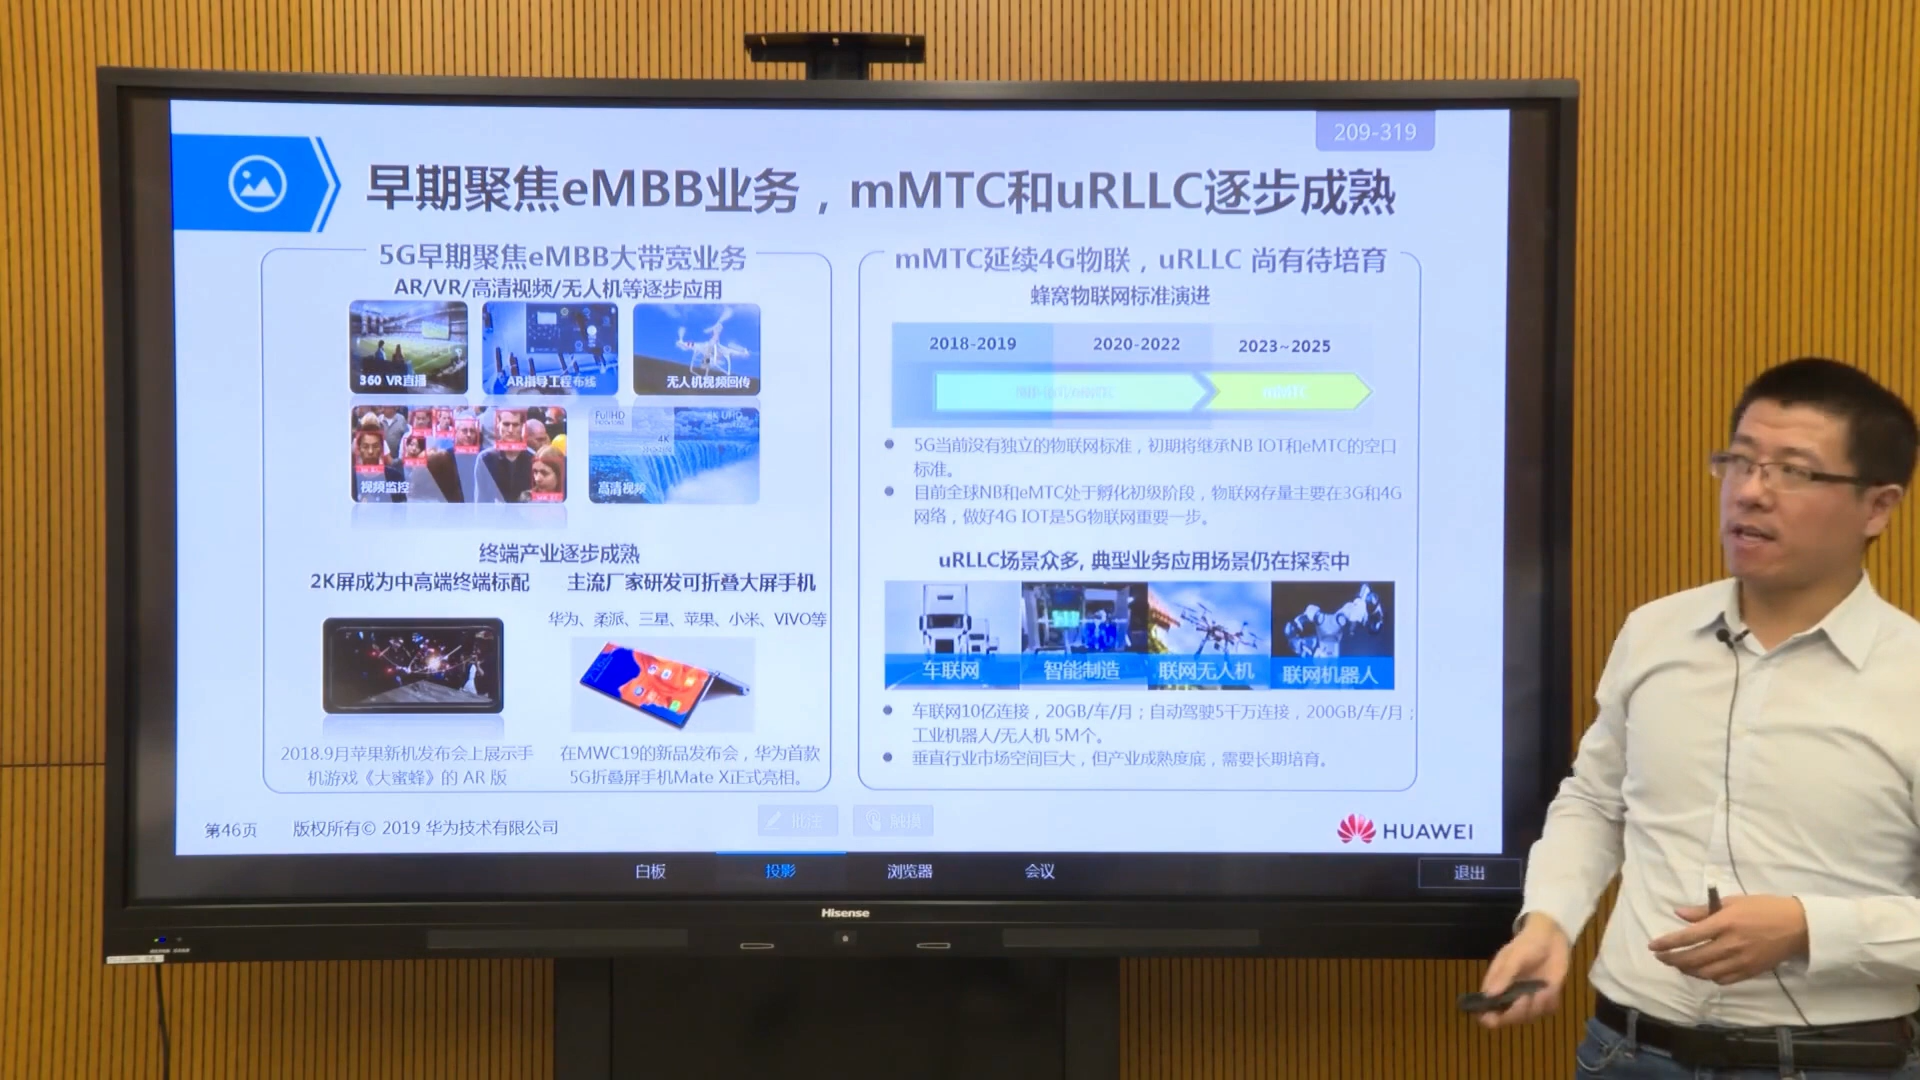 209-319
早期聚焦eMBB业务，mMTC和uRLLC逐步成熟
5G早期聚焦eMBB大带宽业务
AR/VR/高清视频/无人机等逐步应用
360 VR直播
AR指导工程布线
无人机视频回传
视频监控
Full HD
4K
4K UHD
高清视频
终端产业逐步成熟
2K屏成为中高端终端标配
主流厂家研发可折叠大屏手机
华为、柔派、三星、苹果、小米、VIVO等
2018.9月苹果新机发布会上展示手
机游戏《大蜜蜂》的 AR 版
在MWC19的新品发布会，华为首款
5G折叠屏手机Mate X正式亮相。
mMTC延续4G物联，uRLLC 尚有待培育
蜂窝物联网标准演进
2018-2019
2020-2022
2023~2025
mMTC
5G当前没有独立的物联网标准，初期将继承NB IOT和eMTC的空口
标准。
目前全球NB和eMTC处于孵化初级阶段，物联网存量主要在3G和4G
网络，做好4G IOT是5G物联网重要一步。
uRLLC场景众多, 典型业务应用场景仍在探索中
车联网
智能制造
联网无人机
联网机器人
车联网10亿连接，20GB/车/月；自动驾驶5千万连接，200GB/车/月；
工业机器人/无人机 5M个。
垂直行业市场空间巨大，但产业成熟度底，需要长期培育。
第46页
版权所有© 2019 华为技术有限公司
批注
触摸
HUAWEI
白板
投影
浏览器
会议
退出
Hisense